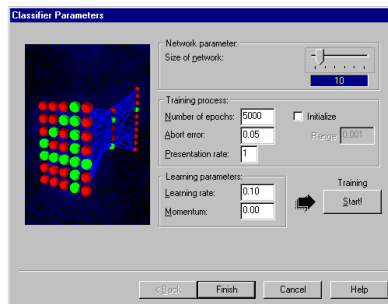 Classifier Parameters
Network parameter:
Size of network:
10
Training process:
Number of epochs: 5000
Initialize
Abort error: 0.05
Range 0.001
Presentation rate: 1
Learning parameters:
Learning rate: 0.10
Momentum: 0.00
Training
Start!
< Back
Finish
Cancel
Help